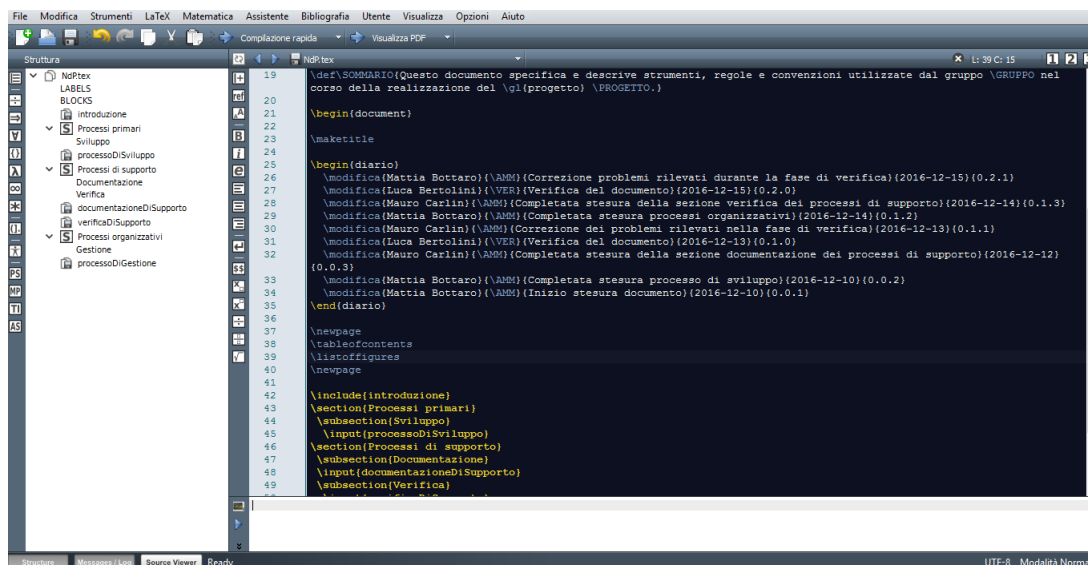 File Modifica Strumenti LaTeX Matematica Assistente Bibliografia Utente Visualizza Opzioni Aiuto
Compilazione rapida Visualizza PDF
Struttura NdP.tex L: 39 C: 15 1 2
NdP.tex
LABELS
BLOCKS
introduzione
S Processi primari
Sviluppo
processoDiSviluppo
S Processi di supporto
Documentazione
Verifica
documentazioneDiSupporto
verificaDiSupporto
S Processi organizzativi
Gestione
processoDiGestione
PS
MP
TI
AS
ref
B
i
e
$$
19 \def\SOMMARIO{Questo documento specifica e descrive strumenti, regole e convenzioni utilizzate dal gruppo \GRUPPO nel
corso della realizzazione del \gl{progetto} \PROGETTO.}
20
21 \begin{document}
22
23 \maketitle
24
25 \begin{diario}
26 \modifica{Mattia Bottaro}{\AMM}{Correzione problemi rilevati durante la fase di verifica}{2016-12-15}{0.2.1}
27 \modifica{Luca Bertolini}{\VER}{Verifica del documento}{2016-12-15}{0.2.0}
28 \modifica{Mauro Carlin}{\AMM}{Completata stesura della sezione verifica dei processi di supporto}{2016-12-14}{0.1.3}
29 \modifica{Mattia Bottaro}{\AMM}{Completata stesura processi organizzativi}{2016-12-14}{0.1.2}
30 \modifica{Mauro Carlin}{\AMM}{Correzione dei problemi rilevati nella fase di verifica}{2016-12-13}{0.1.1}
31 \modifica{Luca Bertolini}{\VER}{Verifica del documento}{2016-12-13}{0.1.0}
32 \modifica{Mauro Carlin}{\AMM}{Completata stesura della sezione documentazione dei processi di supporto}{2016-12-12}
{0.0.3}
33 \modifica{Mattia Bottaro}{\AMM}{Completata stesura processo di sviluppo}{2016-12-10}{0.0.2}
34 \modifica{Mattia Bottaro}{\AMM}{Inizio stesura documento}{2016-12-10}{0.0.1}
35 \end{diario}
36
37 \newpage
38 \tableofcontents
39 \listoffigures
40 \newpage
41
42 \include{introduzione}
43 \section{Processi primari}
44 \subsection{Sviluppo}
45 \input{processoDiSviluppo}
46 \section{Processi di supporto}
47 \subsection{Documentazione}
48 \input{documentazioneDiSupporto}
49 \subsection{Verifica}
Structure Messages / Log Source Viewer Ready UTF-8 Modalità Norma